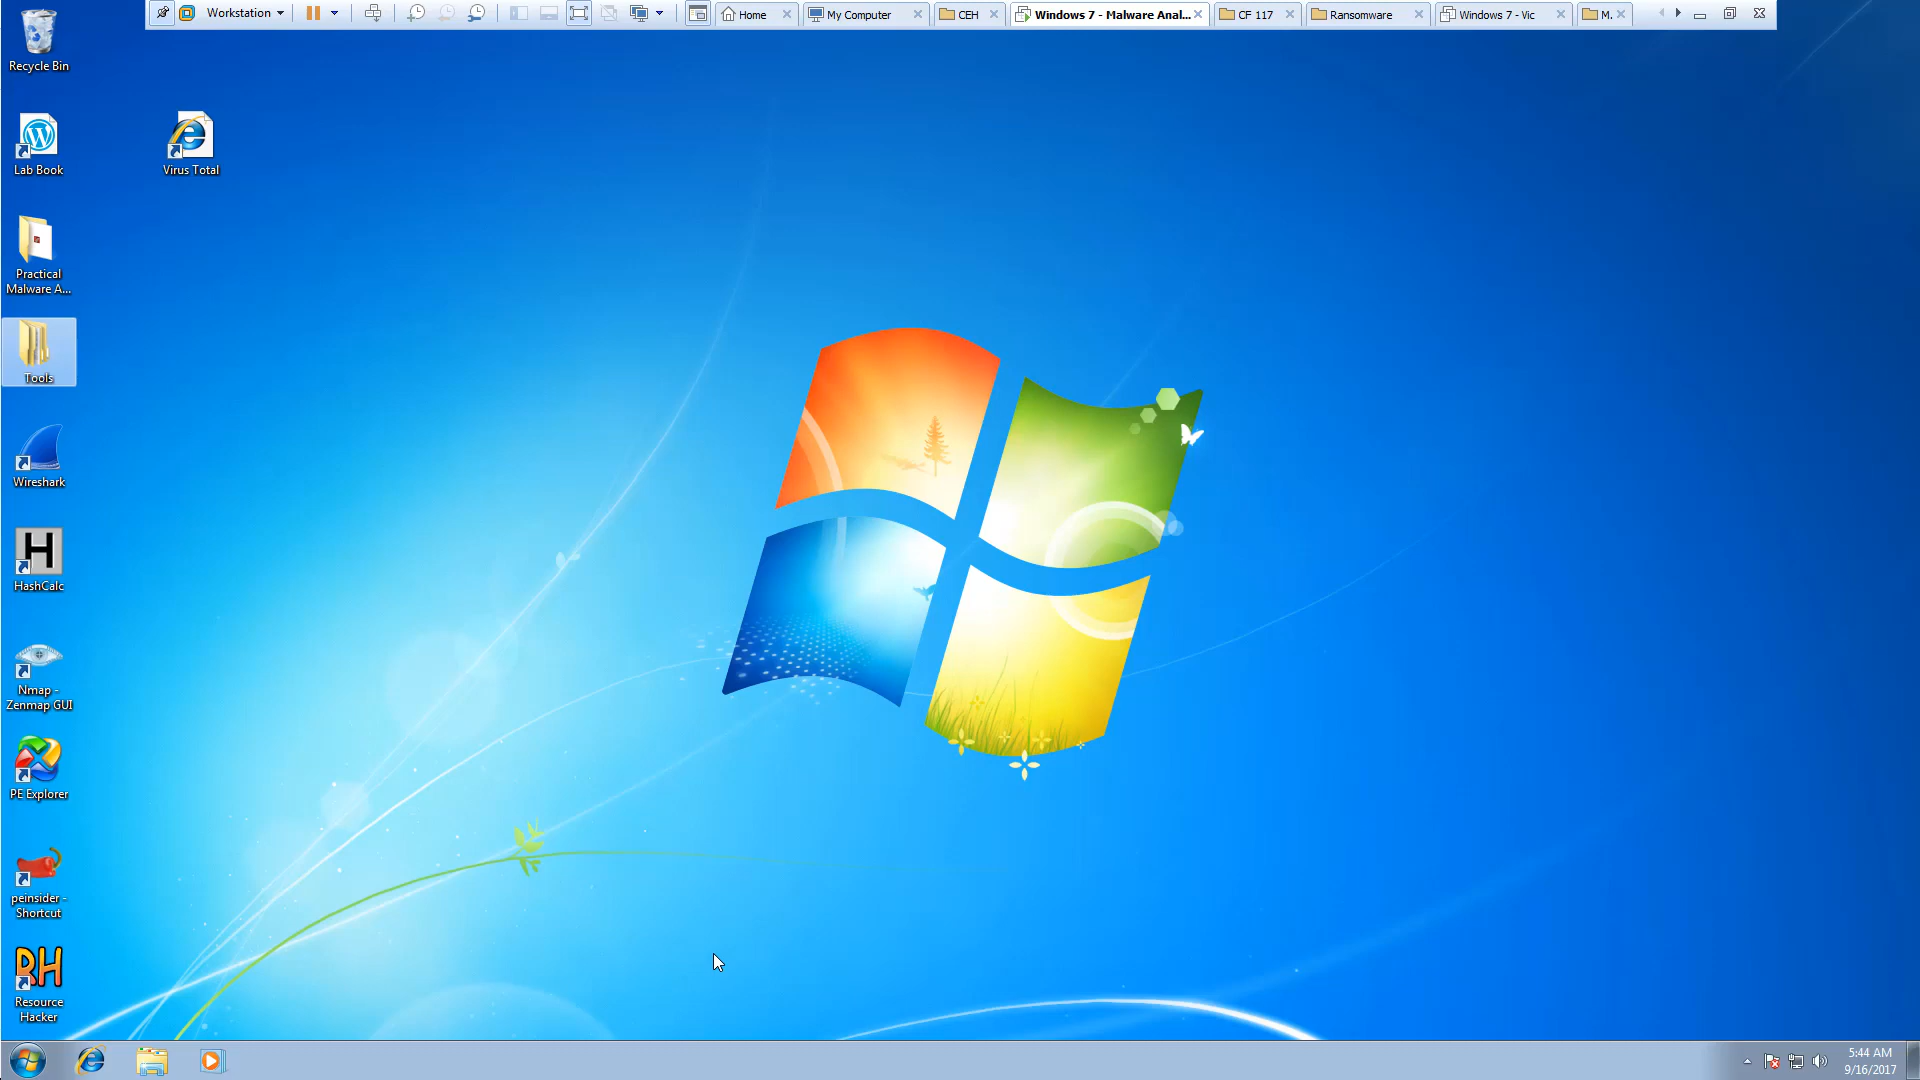 Workstation
Home
My Computer
CEH
Windows 7 - Malware Anal...
CF 117
Ransomware
Windows 7 - Vic
M.
Recycle Bin
Lab Book
Virus Total
Practical
Malware A...
Tools
Wireshark
H
HashCalc
Nmap -
Zenmap GUI
PE Explorer
peinsider -
Shortcut
RH
Resource
Hacker
5:44 AM
9/16/2017